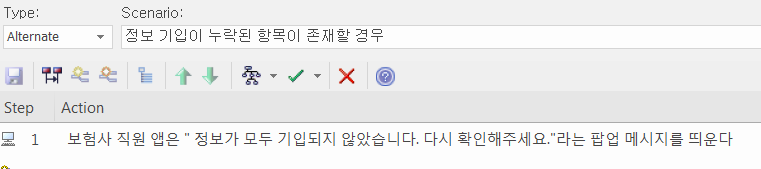 Type: Scenario:
Alternate 정보 기입이 누락된 항목이 존재할 경우
Step Action
1 보험사 직원 앱은 " 정보가 모두 기입되지 않았습니다. 다시 확인해주세요."라는 팝업 메시지를 띄운다